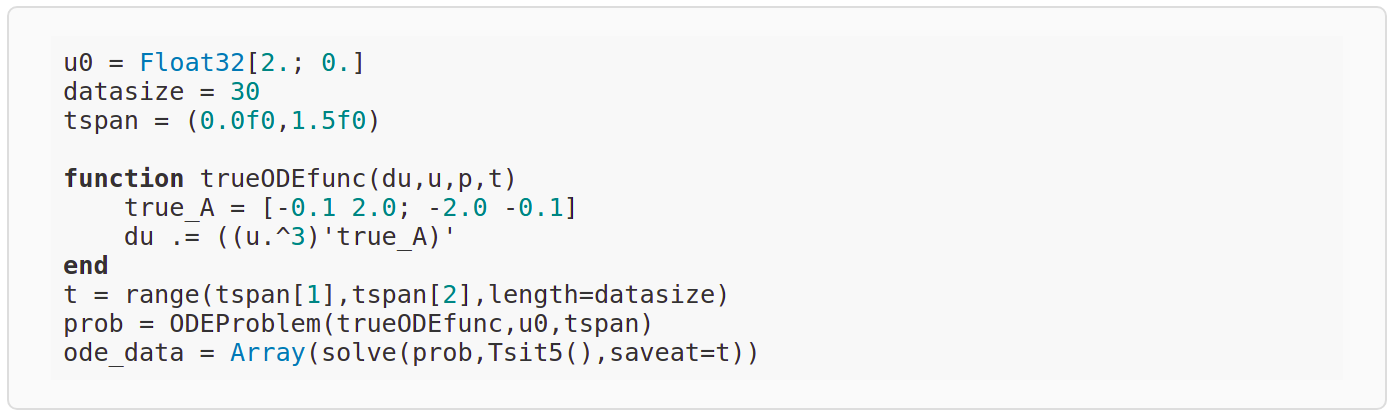 u0 = Float32[2.; 0.]
datasize = 30
tspan = (0.0f0,1.5f0)

function trueODEfunc(du,u,p,t)
    true_A = [-0.1 2.0; -2.0 -0.1]
    du .= ((u.^3)'true_A)'
end
t = range(tspan[1],tspan[2],length=datasize)
prob = ODEProblem(trueODEfunc,u0,tspan)
ode_data = Array(solve(prob,Tsit5(),saveat=t))